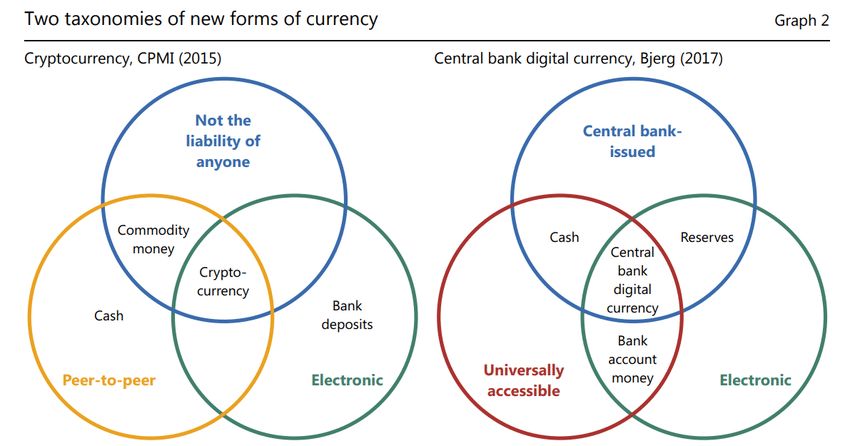 Two taxonomies of new forms of currency
Graph 2
Cryptocurrency, CPMI (2015)
Central bank digital currency, Bjerg (2017)
Not the
liability of
anyone
Commodity
money
Crypto-
currency
Cash
Bank
deposits
Peer-to-peer
Electronic
Central bank-
issued
Cash
Reserves
Central
bank
digital
currency
Bank
account
money
Universally
accessible
Electronic